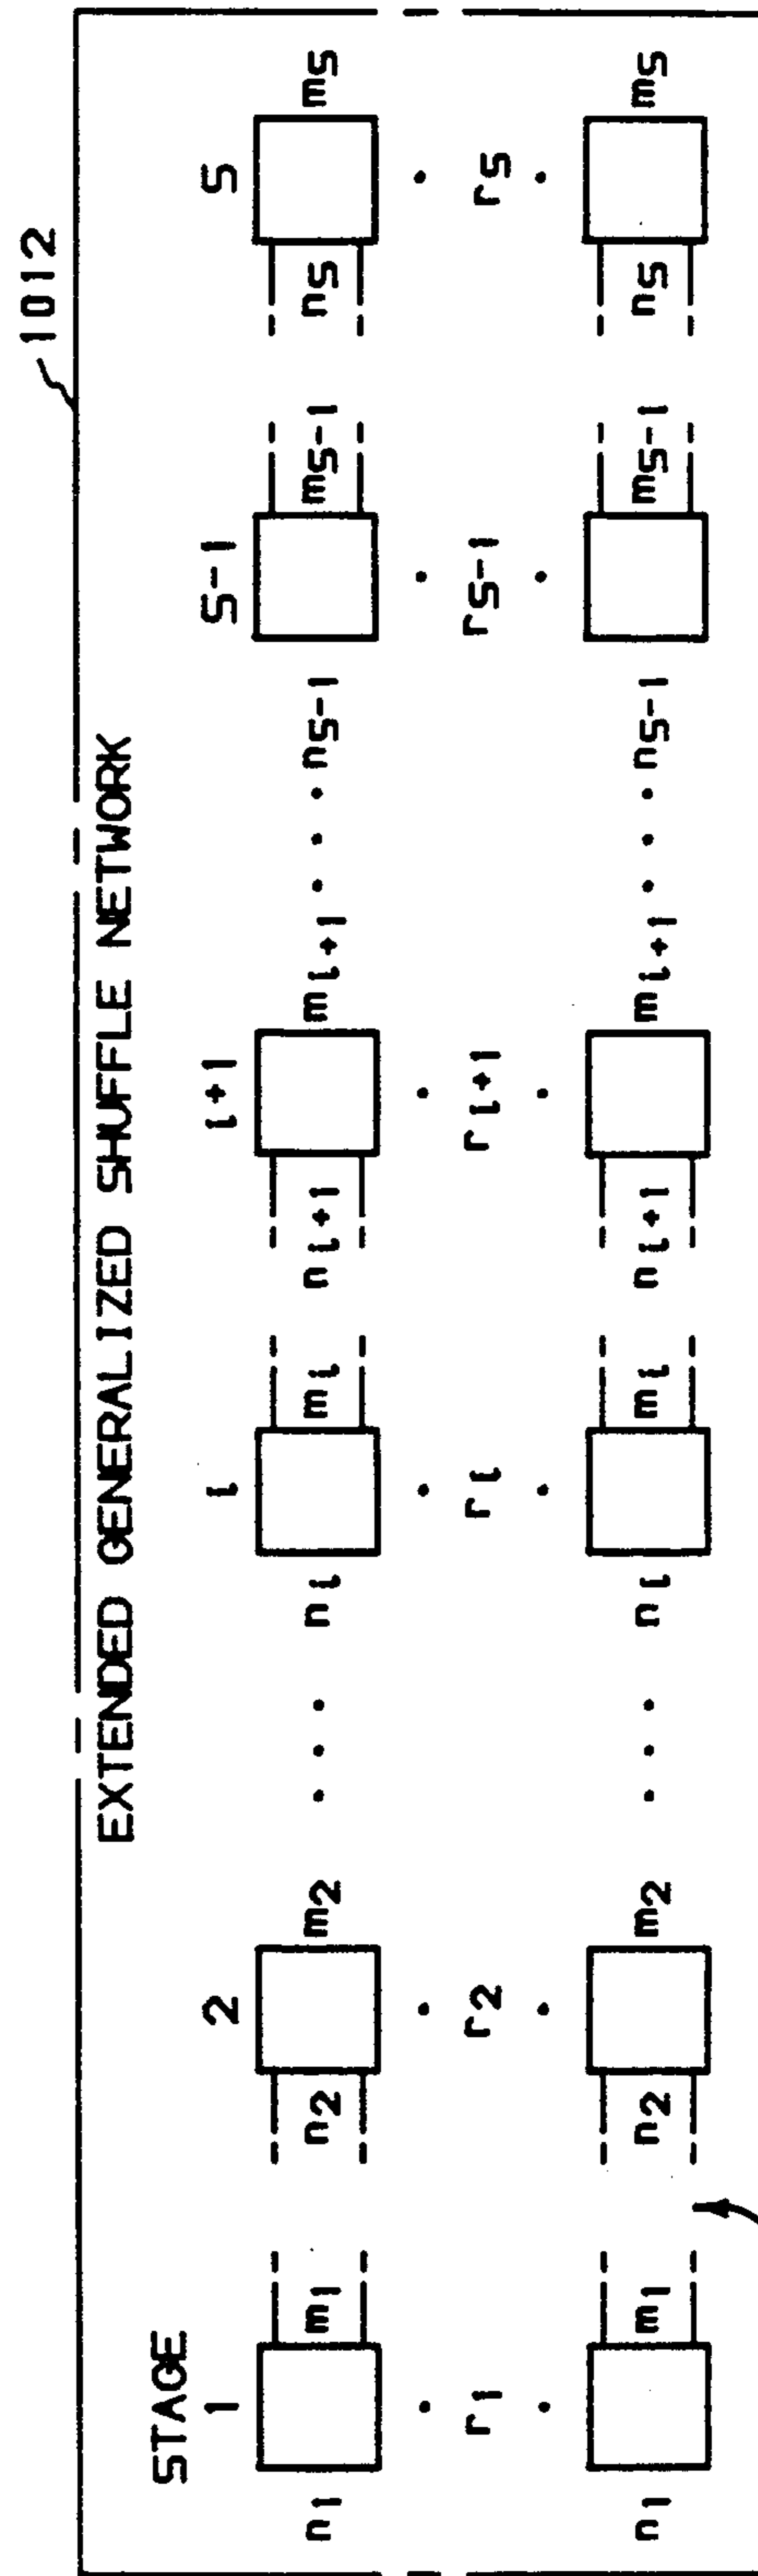 1012
EXTENDED GENERALIZED SHUFFLE NETWORK
STAGE
1 2 i i+1 S-1 S
n1 m1 n2 m2 ... ni mi ni+1 mi+1 ... nS-1 mS-1 nS mS
r1 r2 ri ri+1 rS-1 rS
n1 m1 n2 m2 ... ni mi ni+1 mi+1 ... nS-1 mS-1 nS mS